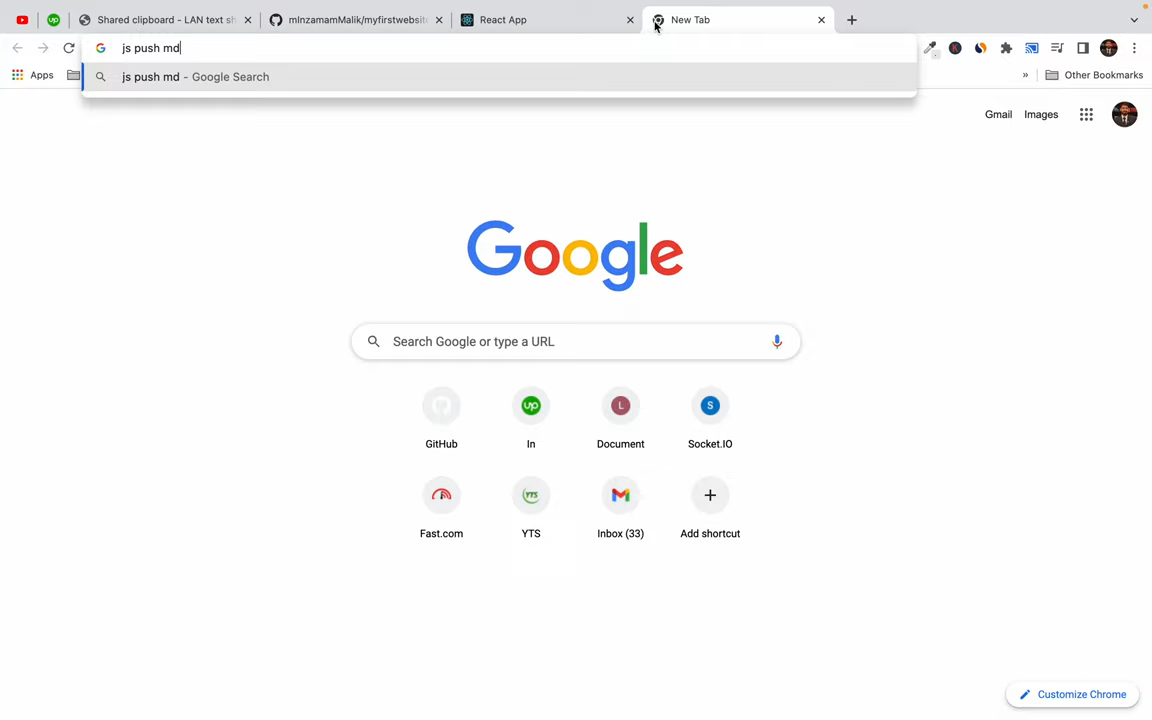 Shared clipboard - LAN text sh
mInzamamMalik/myfirstwebsite
React App
New Tab
js push md
Apps
js push md - Google Search
Other Bookmarks
Gmail
Images
Google
Search Google or type a URL
GitHub
In
Document
Socket.IO
Fast.com
YTS
Inbox (33)
Add shortcut
Customize Chrome